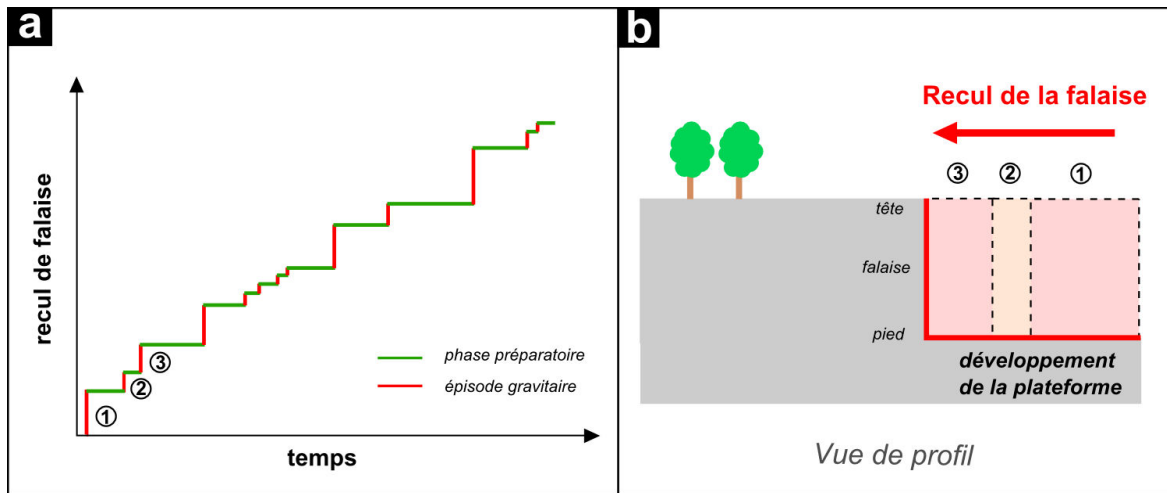 a
recul de falaise
phase préparatoire
épisode gravitaire
③
②
①
temps
b
Recul de la falaise
③ ② ①
tête
falaise
pied
développement
de la plateforme
Vue de profil